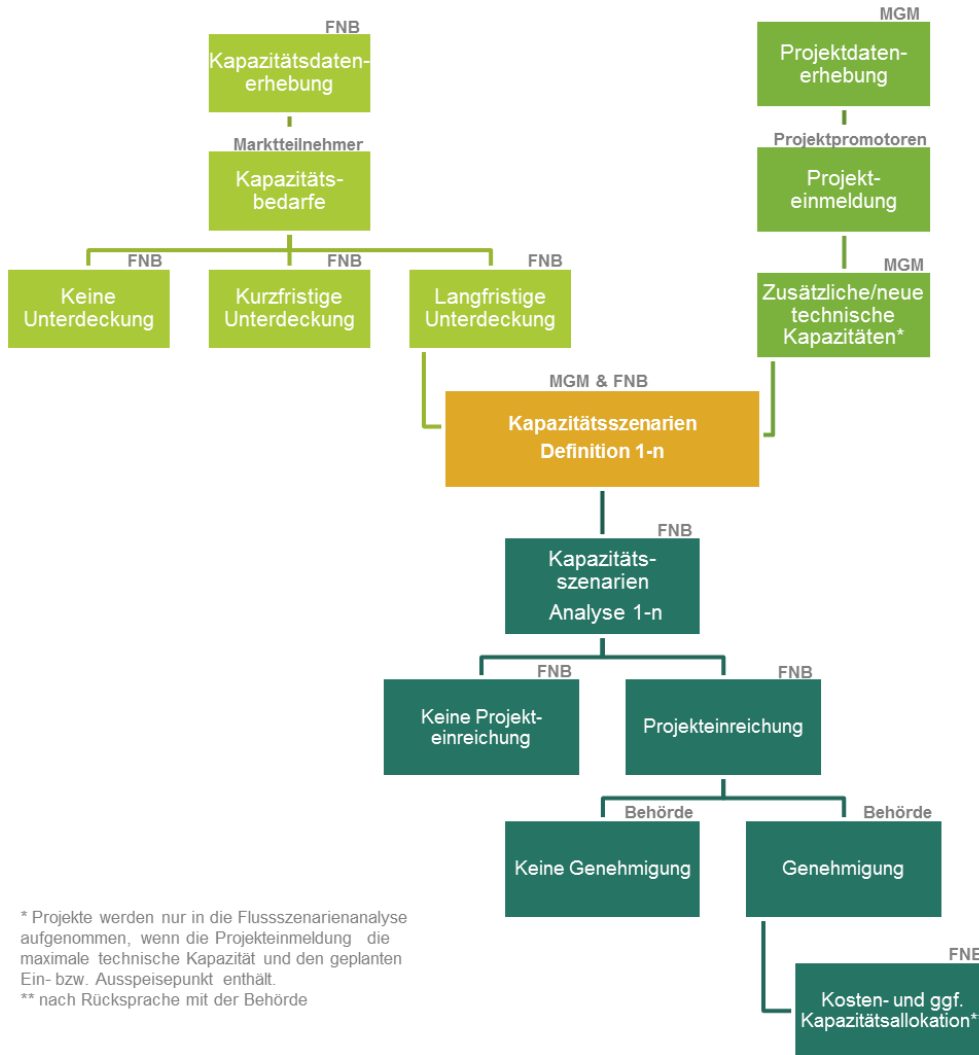 FNB
Kapazitätsdaten-
erhebung
Marktteilnehmer
Kapazitäts-
bedarfe
FNB
Keine
Unterdeckung
FNB
Kurzfristige
Unterdeckung
FNB
Langfristige
Unterdeckung
MGM
Projektdaten-
erhebung
Projektpromotoren
Projekt-
einmeldung
MGM
Zusätzliche/neue
technische
Kapazitäten*
MGM & FNB
Kapazitätsszenarien
Definition 1-n
FNB
Kapazitäts-
szenarien
Analyse 1-n
FNB
Keine Projekt-
einreichung
FNB
Projekteinreichung
Behörde
Keine Genehmigung
Behörde
Genehmigung
FNB
Kosten- und ggf.
Kapazitätsallokation**
* Projekte werden nur in die Flussszenarienanalyse
aufgenommen, wenn die Projekteinmeldung die
maximale technische Kapazität und den geplanten
Ein- bzw. Ausspeisepunkt enthält.
** nach Rücksprache mit der Behörde